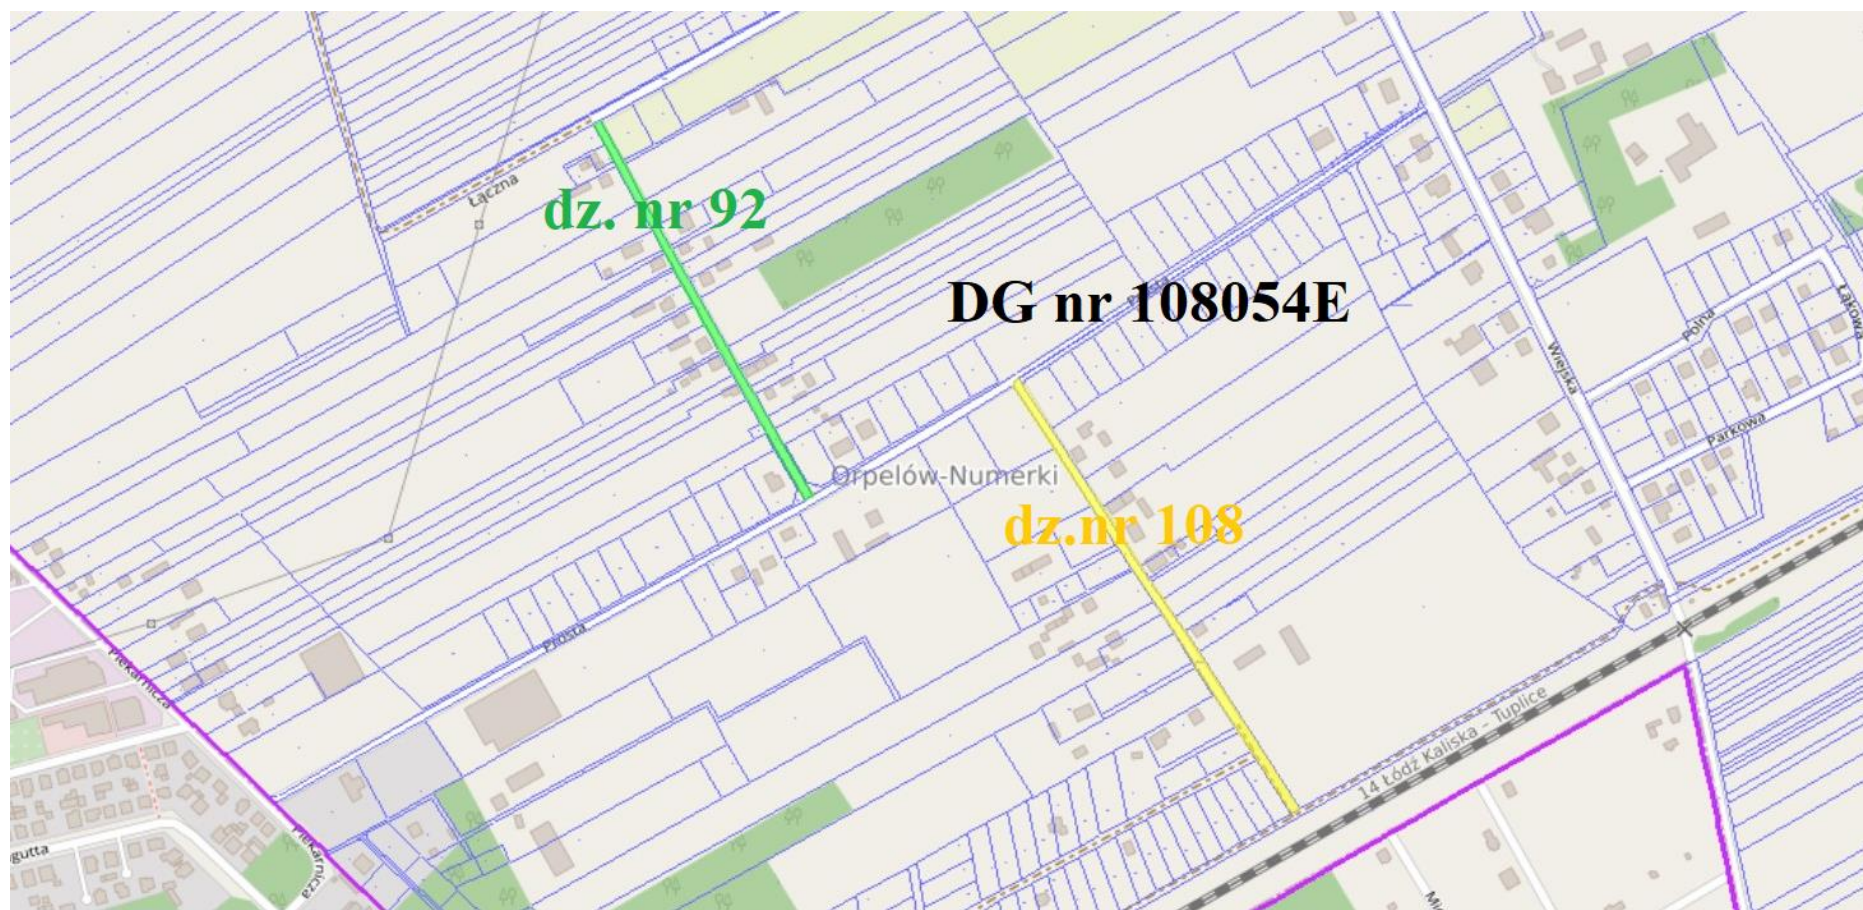 Łączna
dz. nr 92
DG nr 108054E
Polna
Łąkowa
Wiejska
Parkowa
Orpelów-Numerki
dz.nr 108
Prosta
Piekarnicza
14 Łódź Kaliska - Tuplice
Piekarnicza
gutta